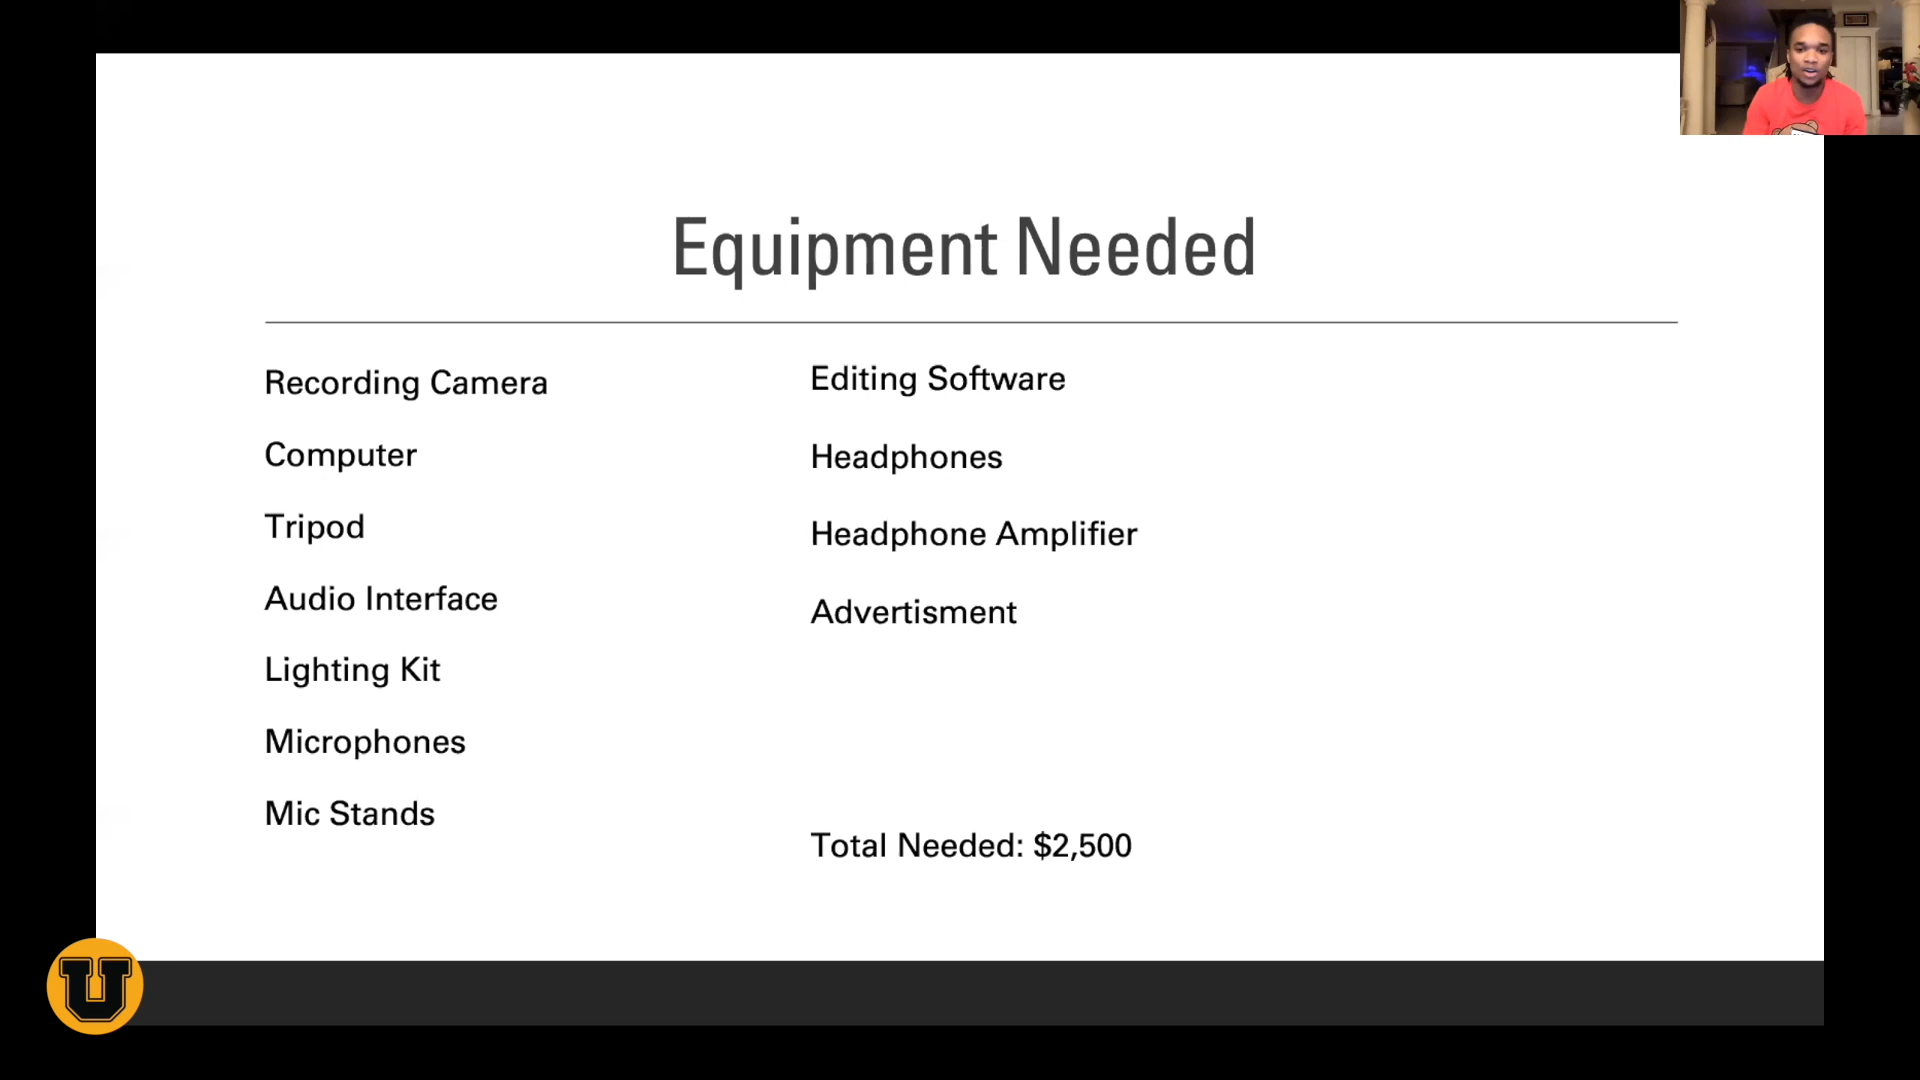 Equipment Needed
Recording Camera
Computer
Tripod
Audio Interface
Lighting Kit
Microphones
Mic Stands
Editing Software
Headphones
Headphone Amplifier
Advertisment
Total Needed: $2,500
U